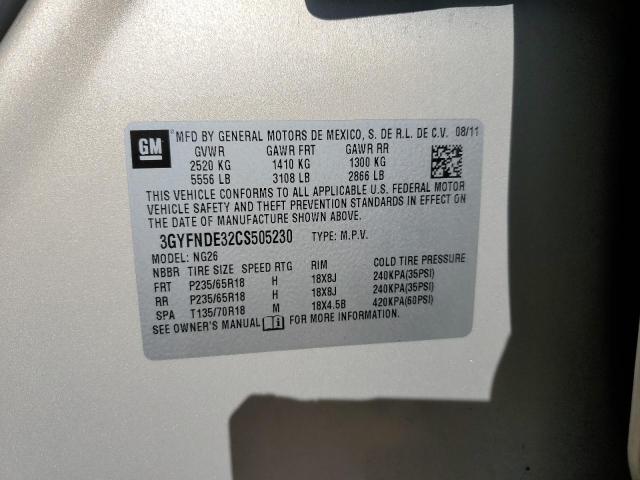 GM ® MFD BY GENERAL MOTORS DE MEXICO, S. DE R.L. DE C.V. 08/11
GVWR GAWR FRT GAWR RR
2520 KG 1410 KG 1300 KG
5556 LB 3108 LB 2866 LB
THIS VEHICLE CONFORMS TO ALL APPLICABLE U.S. FEDERAL MOTOR
VEHICLE SAFETY AND THEFT PREVENTION STANDARDS IN EFFECT ON
THE DATE OF MANUFACTURE SHOWN ABOVE.
3GYFNDE32CS505230 TYPE: M.P.V.
MODEL: NG26
NBBR TIRE SIZE SPEED RTG RIM COLD TIRE PRESSURE
FRT P235/65R18 H 18X8J 240KPA(35PSI)
RR P235/65R18 H 18X8J 240KPA(35PSI)
SPA T135/70R18 M 18X4.5B 420KPA(60PSI)
SEE OWNER'S MANUAL i FOR MORE INFORMATION.